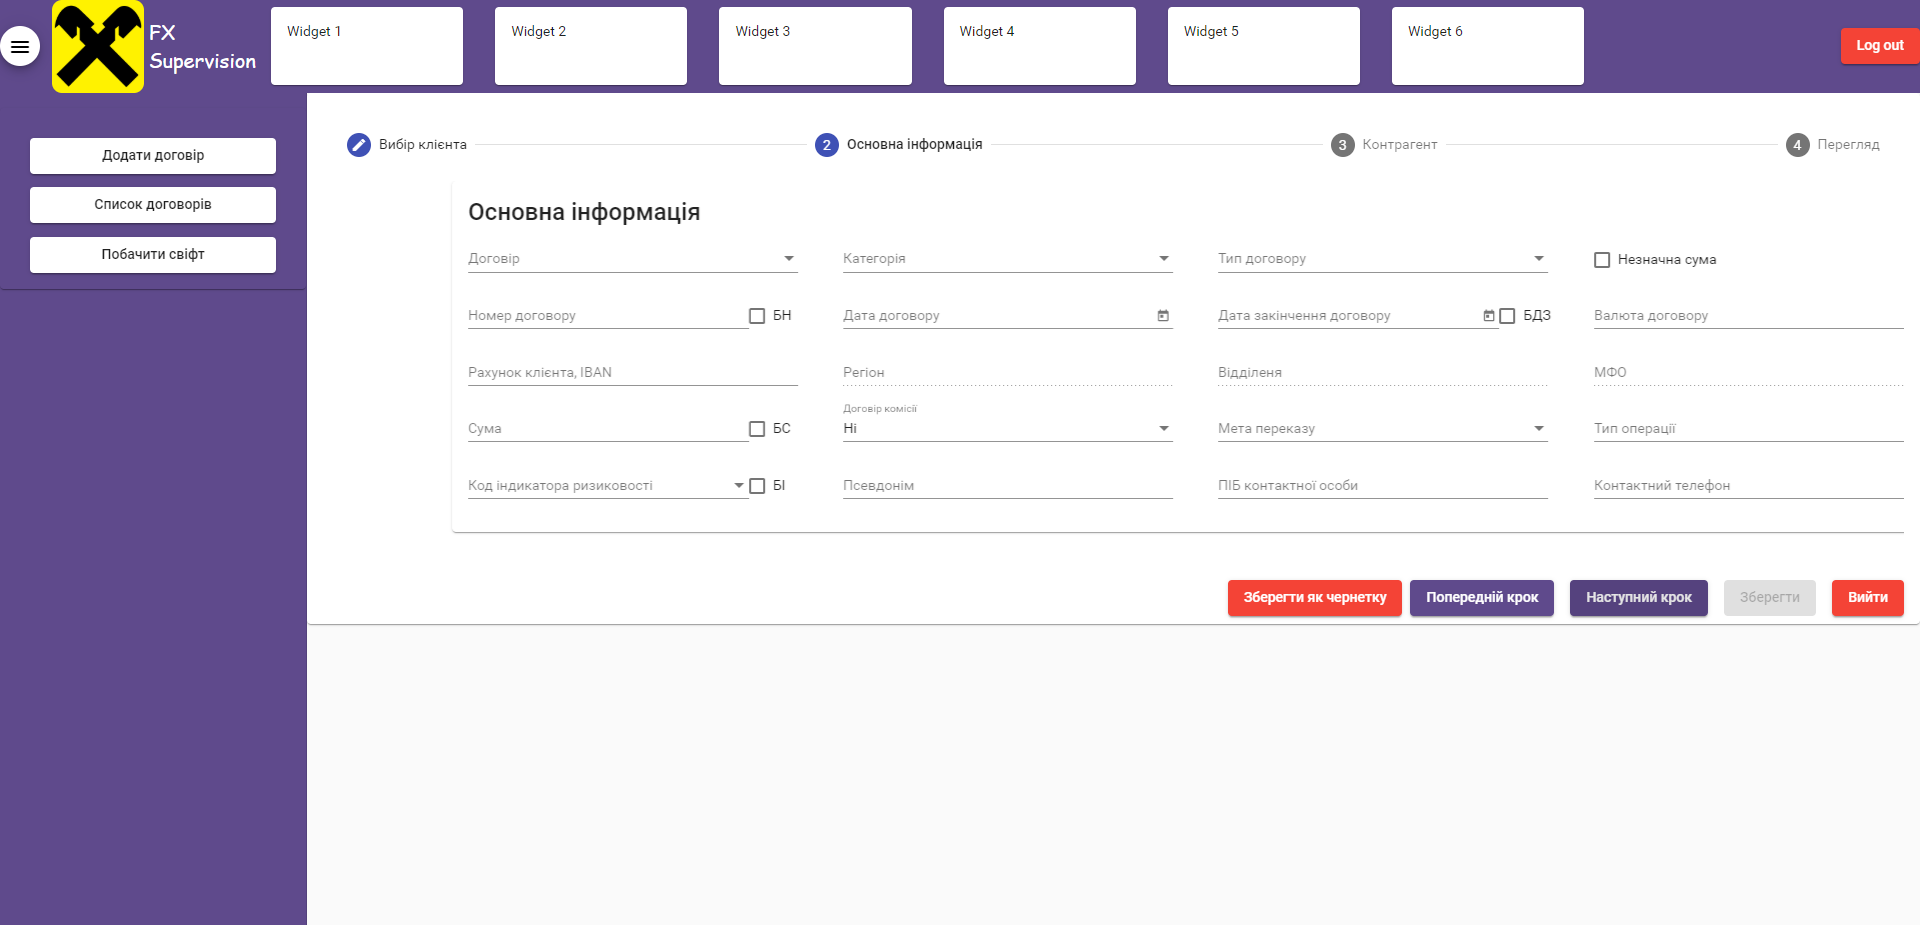 FX
Supervision
Widget 1
Widget 2
Widget 3
Widget 4
Widget 5
Widget 6
Log out
Додати договір
Список договорів
Побачити свіфт
Вибір клієнта
2 Основна інформація
3 Контрагент
4 Перегляд
Основна інформація
Договір
Категорія
Тип договору
Незначна сума
Номер договору
БН
Дата договору
Дата закінчення договору
БДЗ
Валюта договору
Рахунок клієнта, IBAN
Регіон
Відділеня
МФО
Сума
БС
Договір комісії
Ні
Мета переказу
Тип операції
Код індикатора ризиковості
БІ
Псевдонім
ПІБ контактної особи
Контактний телефон
Зберегти як чернетку
Попередній крок
Наступний крок
Зберегти
Вийти